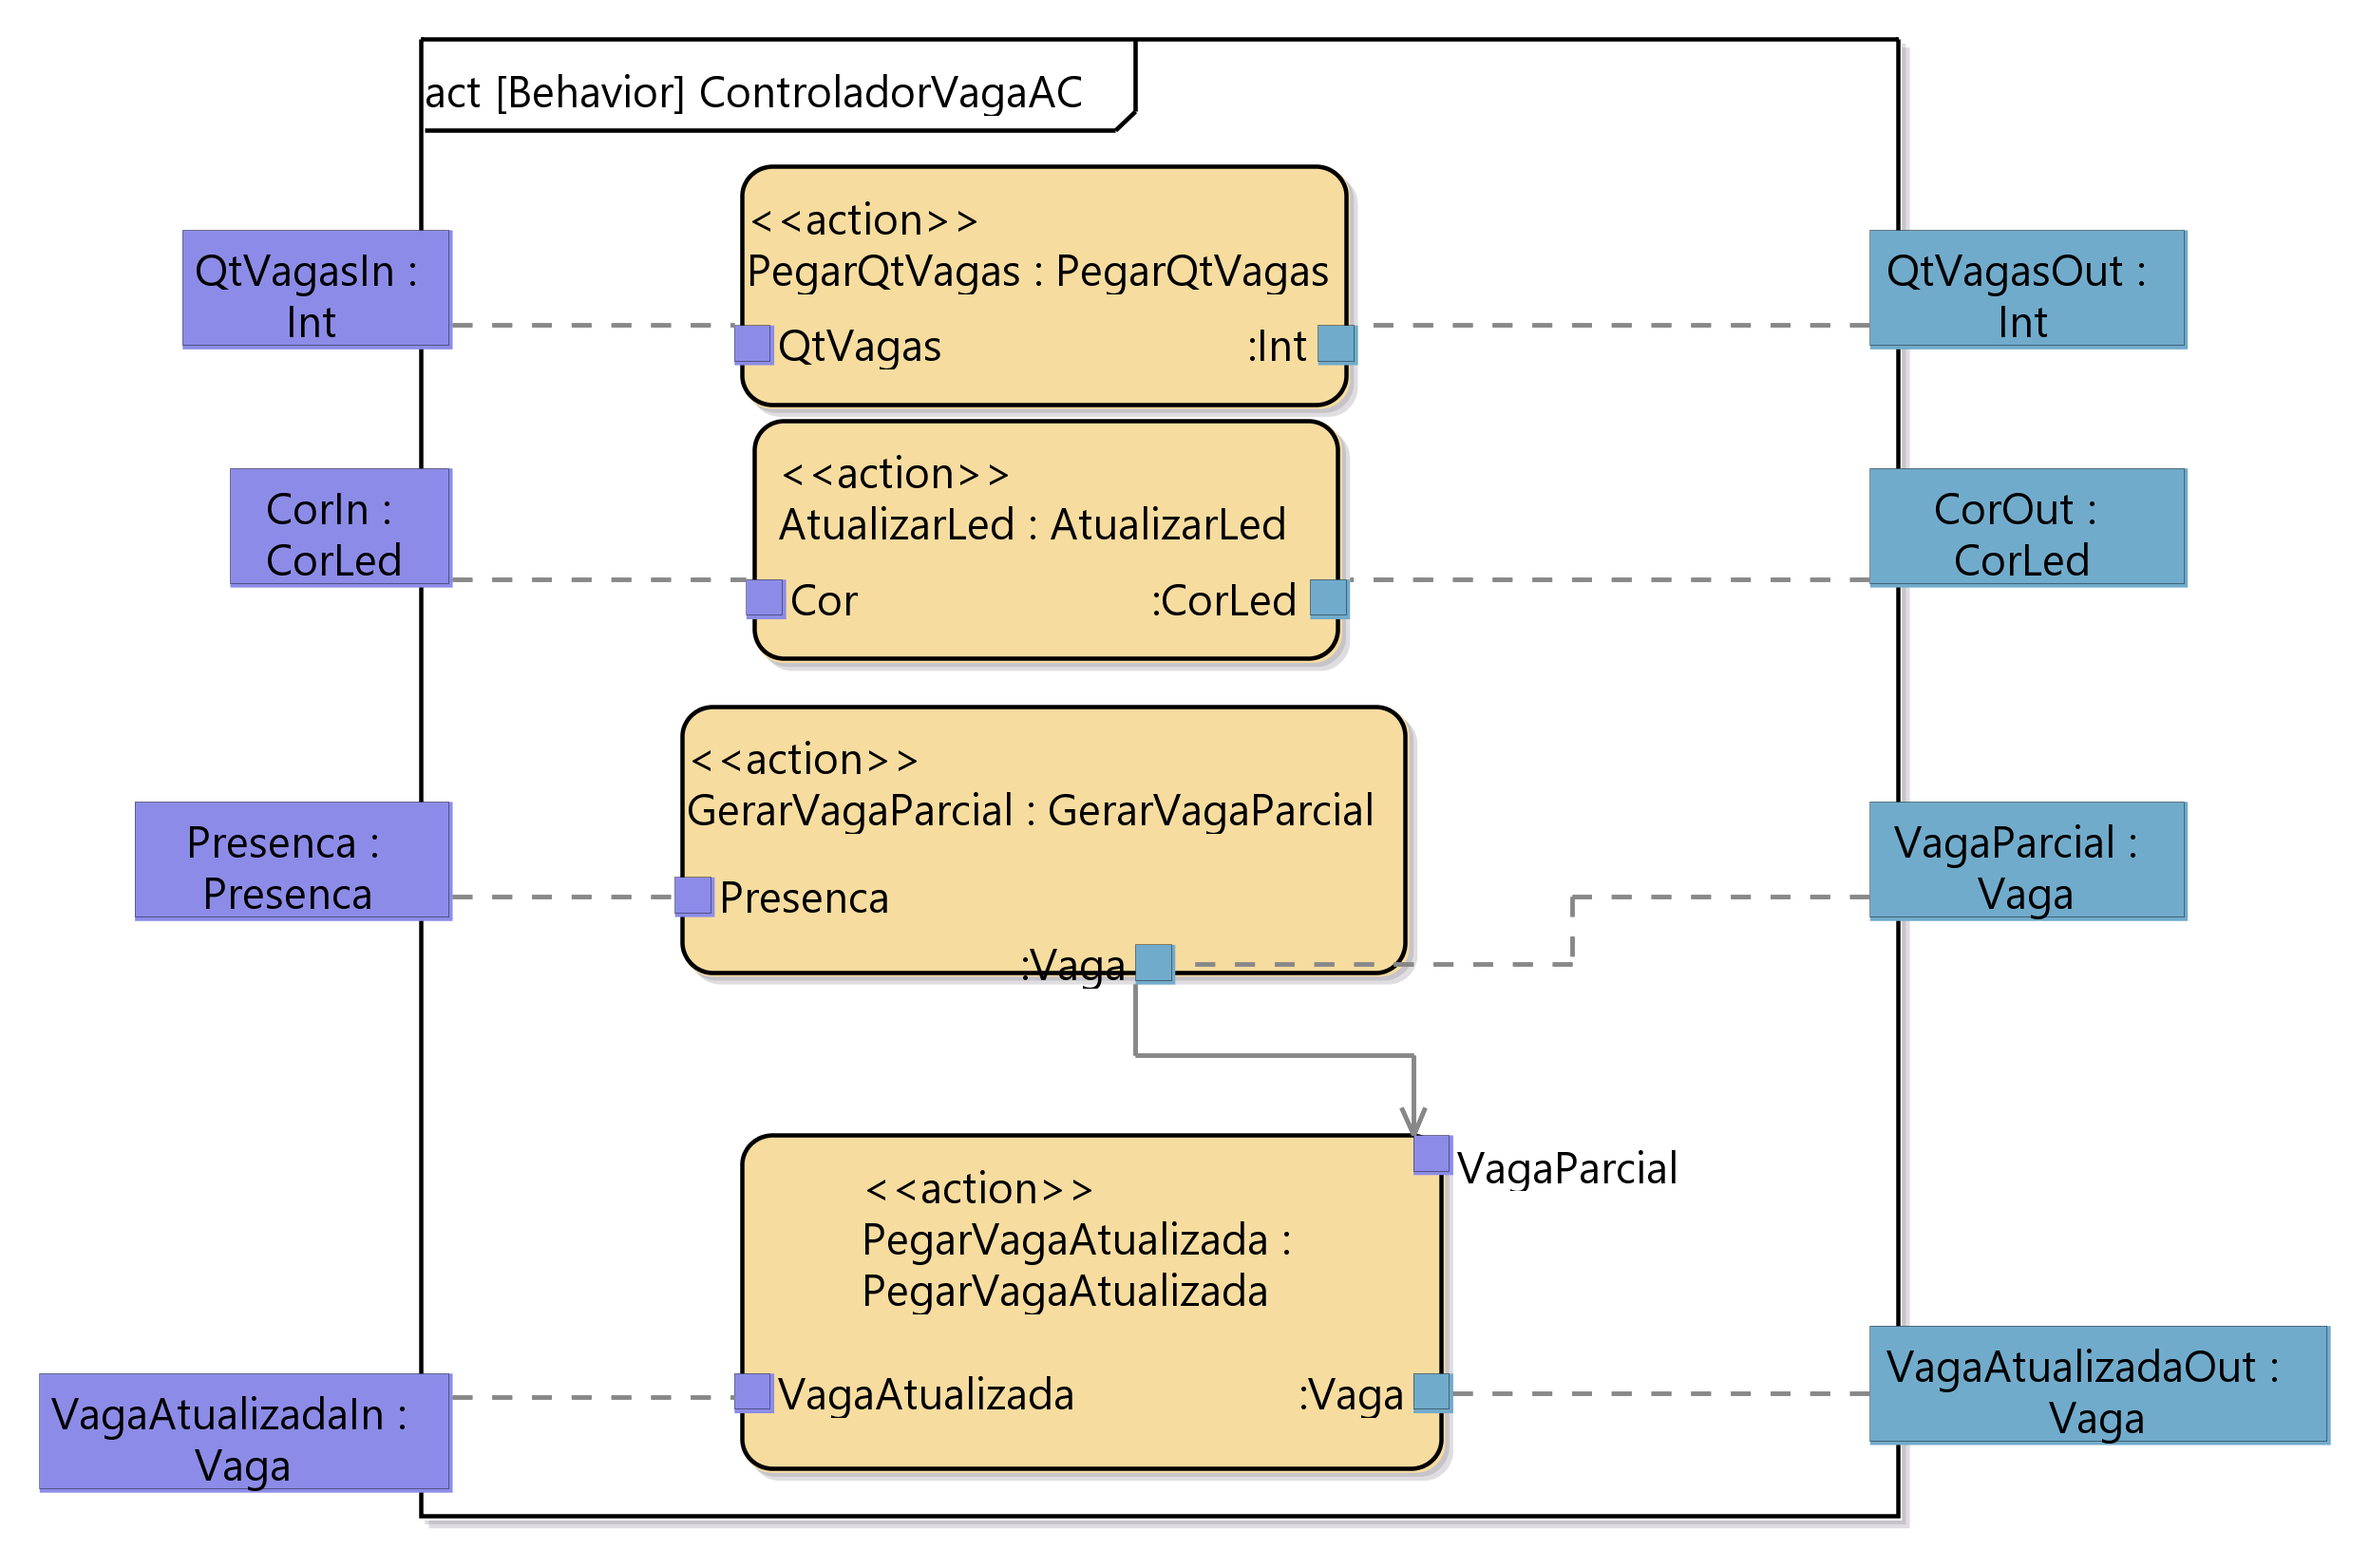 act [Behavior] ControladorVagaAC
<<action>>
PegarQtVagas : PegarQtVagas
QtVagasIn :
Int
QtVagas
:Int
QtVagasOut :
Int
<<action>>
AtualizarLed : AtualizarLed
CorIn :
CorLed
Cor
:CorLed
CorOut :
CorLed
<<action>>
GerarVagaParcial : GerarVagaParcial
Presenca :
Presenca
Presenca
:Vaga
VagaParcial :
Vaga
VagaParcial
<<action>>
PegarVagaAtualizada :
PegarVagaAtualizada
VagaAtualizadaIn :
Vaga
VagaAtualizada
:Vaga
VagaAtualizadaOut :
Vaga